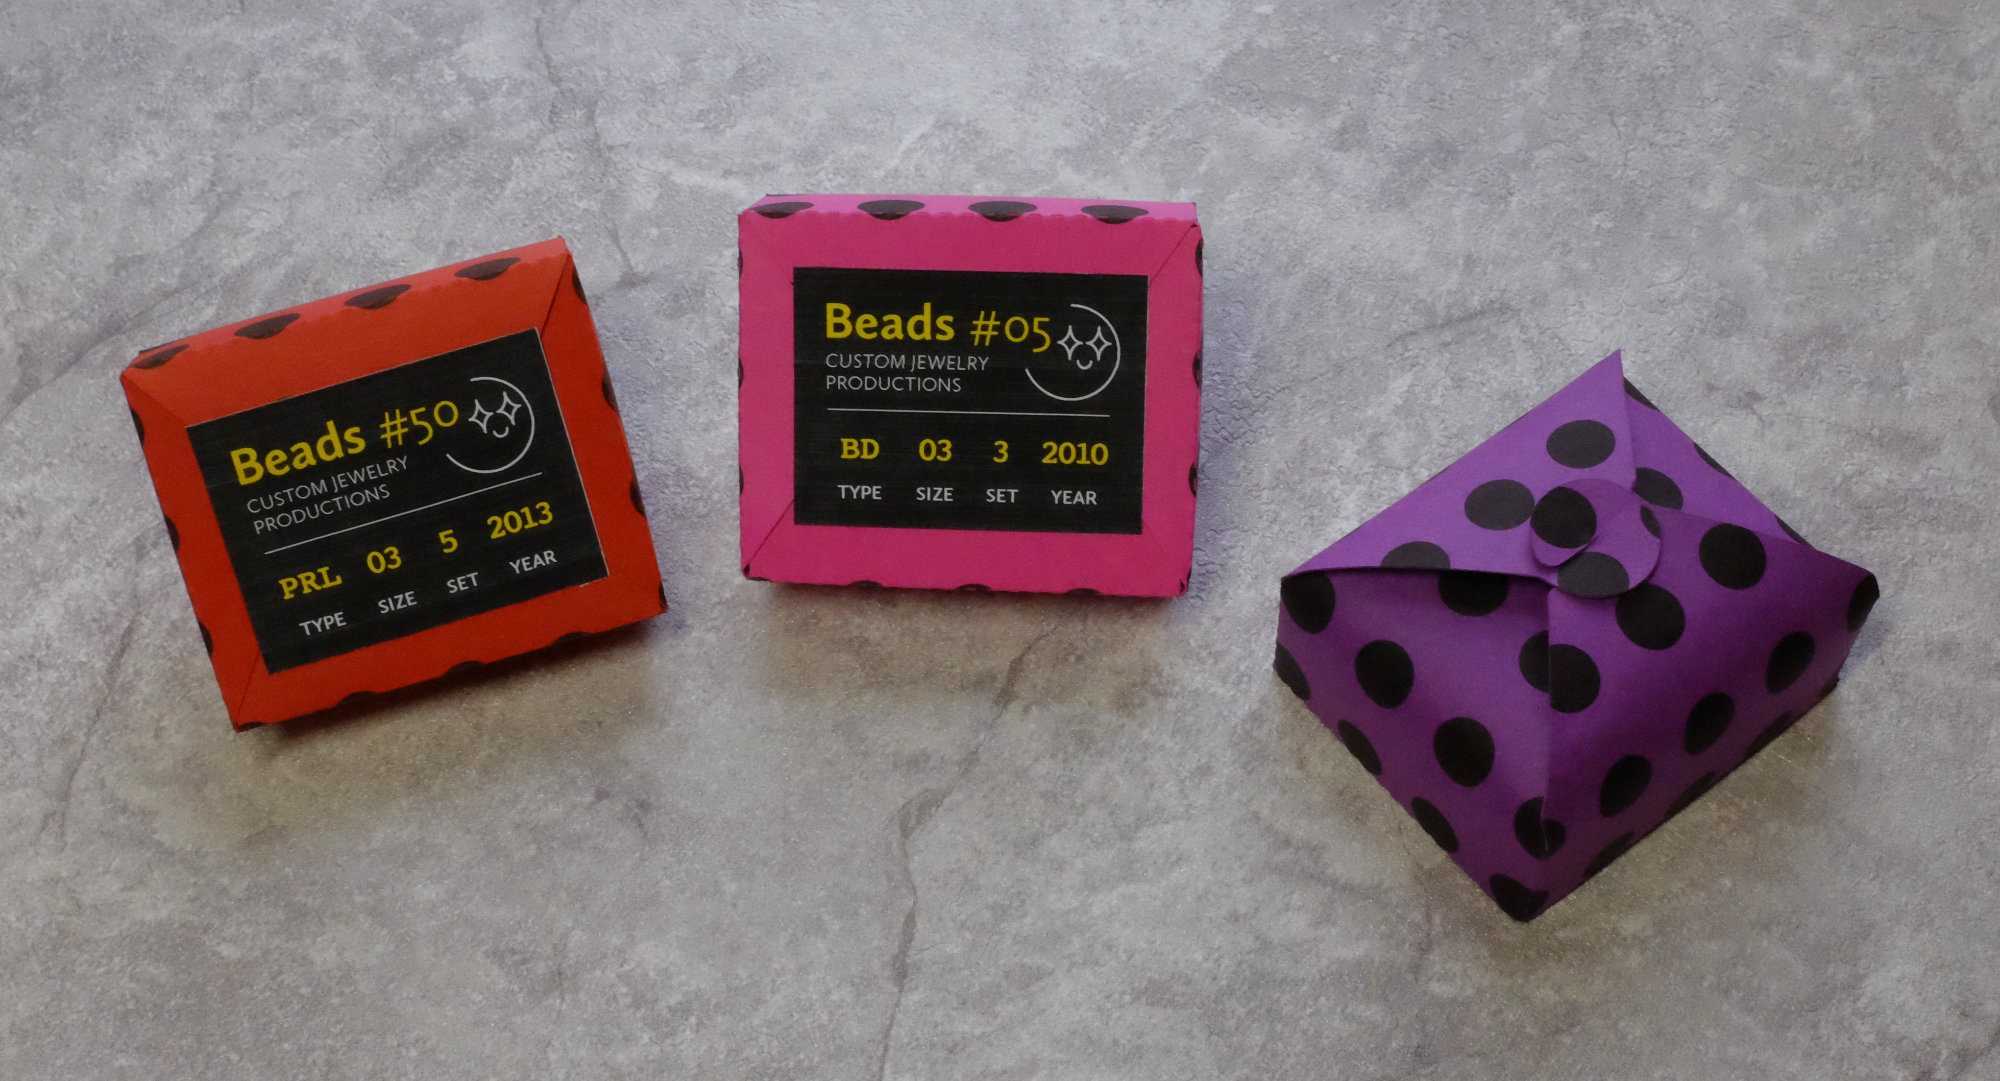 Beads #50
CUSTOM JEWELRY
PRODUCTIONS
PRL 03 5 2013
TYPE SIZE SET YEAR
Beads #05
CUSTOM JEWELRY
PRODUCTIONS
BD 03 3 2010
TYPE SIZE SET YEAR